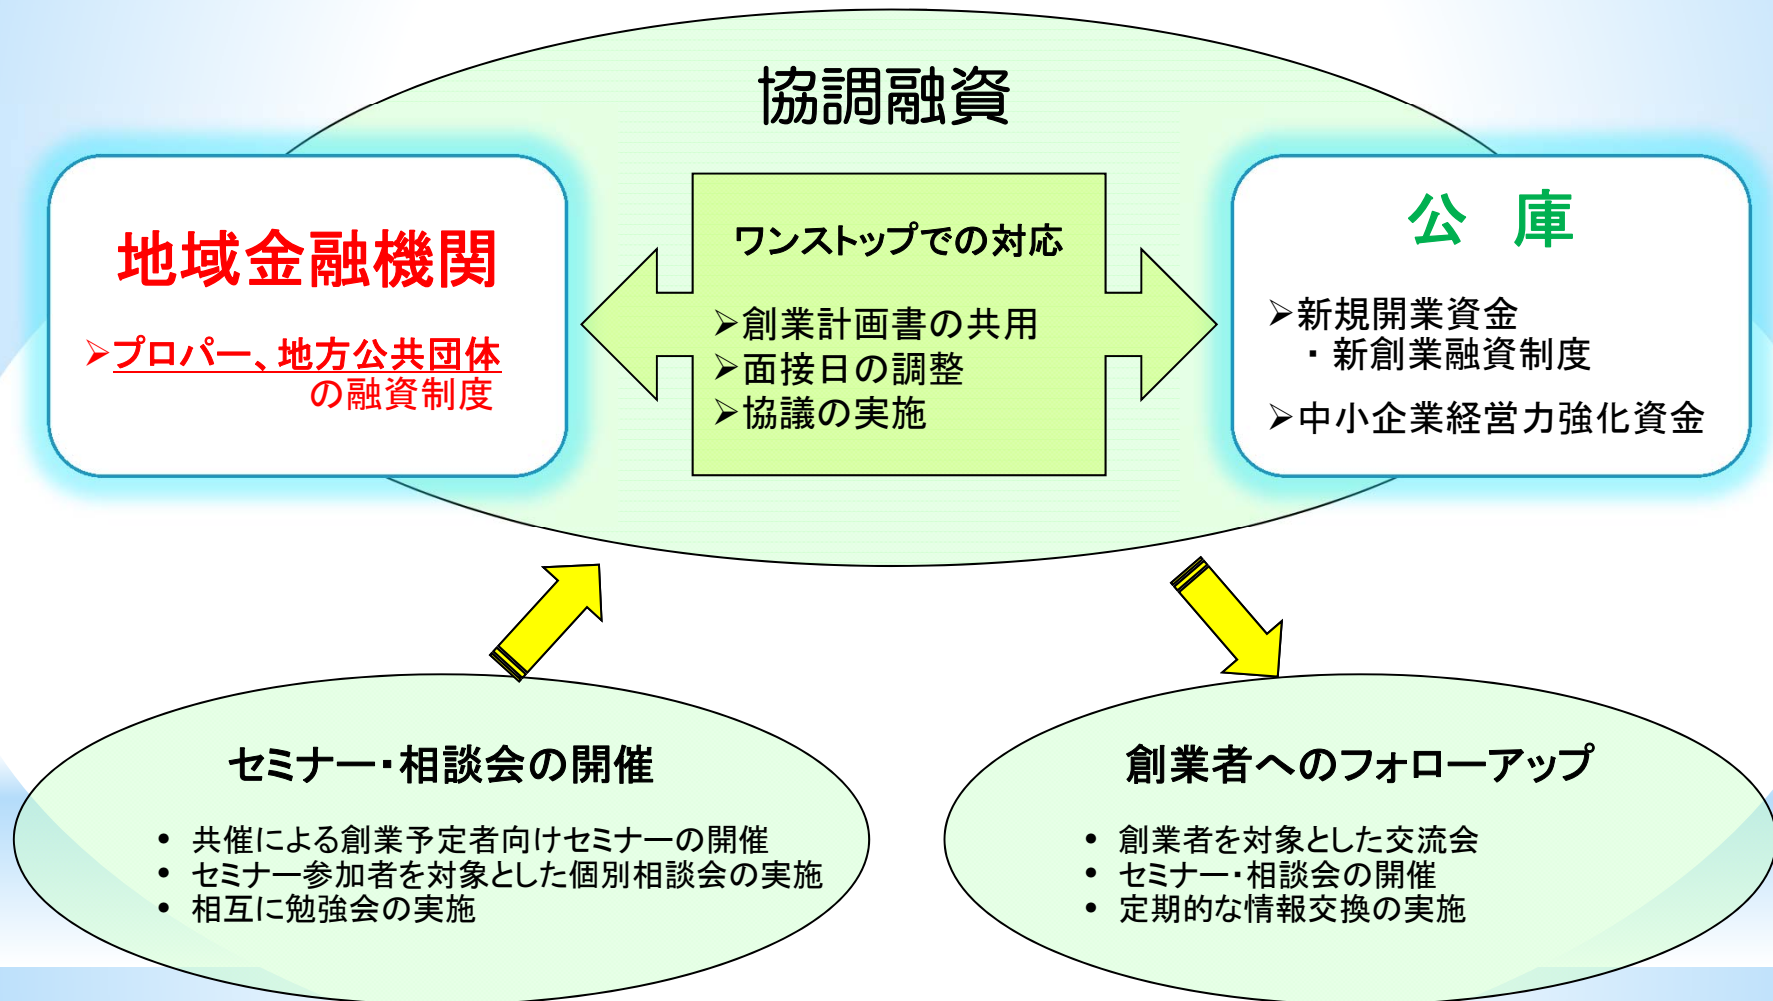 協調融資
地域金融機関
➢プロパー、地方公共団体
の融資制度
ワンストップでの対応
➢創業計画書の共用
➢面接日の調整
➢協議の実施
公　庫
➢新規開業資金
・新創業融資制度
➢中小企業経営力強化資金
セミナー・相談会の開催
• 共催による創業予定者向けセミナーの開催
• セミナー参加者を対象とした個別相談会の実施
• 相互に勉強会の実施
創業者へのフォローアップ
• 創業者を対象とした交流会
• セミナー・相談会の開催
• 定期的な情報交換の実施